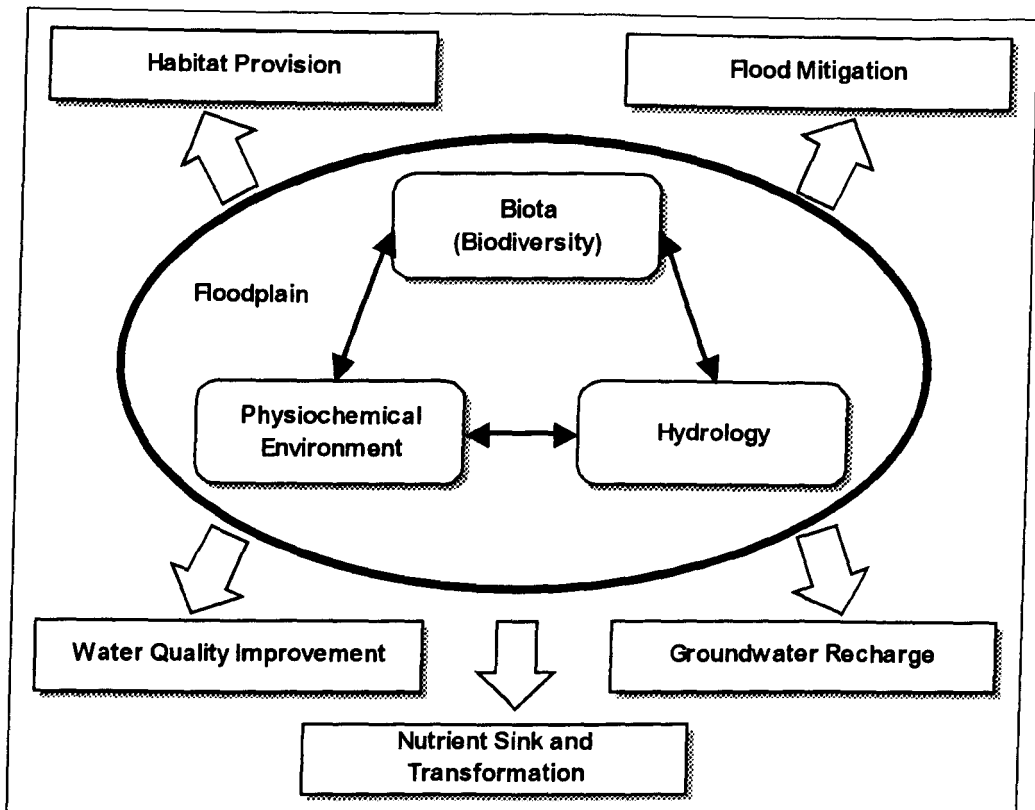 Habitat Provision
Flood Mitigation
Biota
(Biodiversity)
Floodplain
Physiochemical
Environment
Hydrology
Water Quality Improvement
Groundwater Recharge
Nutrient Sink and
Transformation